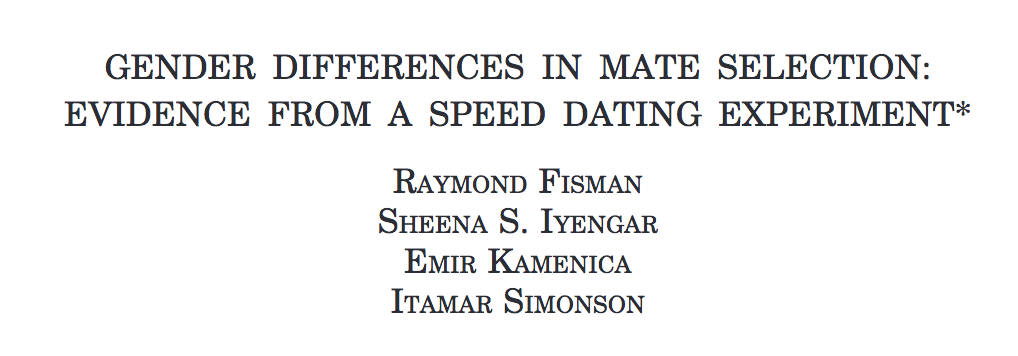 GENDER DIFFERENCES IN MATE SELECTION:
EVIDENCE FROM A SPEED DATING EXPERIMENT*
RAYMOND FISMAN
SHEENA S. IYENGAR
EMIR KAMENICA
ITAMAR SIMONSON